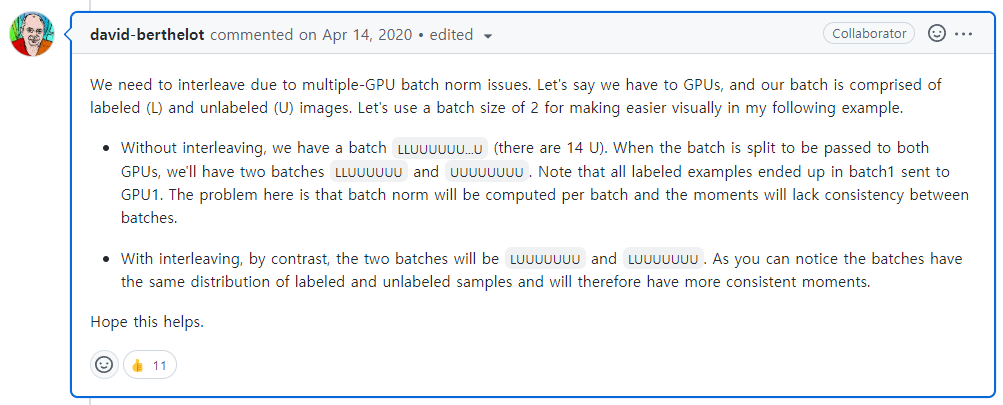 david-berthelot commented on Apr 14, 2020 • edited
Collaborator
We need to interleave due to multiple-GPU batch norm issues. Let's say we have to GPUs, and our batch is comprised of
labeled (L) and unlabeled (U) images. Let's use a batch size of 2 for making easier visually in my following example.
• Without interleaving, we have a batch LLUUUUUU...U (there are 14 U). When the batch is split to be passed to both
GPUs, we'll have two batches LLUUUUUU and UUUUUUUU. Note that all labeled examples ended up in batch1 sent to
GPU1. The problem here is that batch norm will be computed per batch and the moments will lack consistency between
batches.
• With interleaving, by contrast, the two batches will be LUUUUUUU and LUUUUUUU. As you can notice the batches have
the same distribution of labeled and unlabeled samples and will therefore have more consistent moments.
Hope this helps.
👍 11